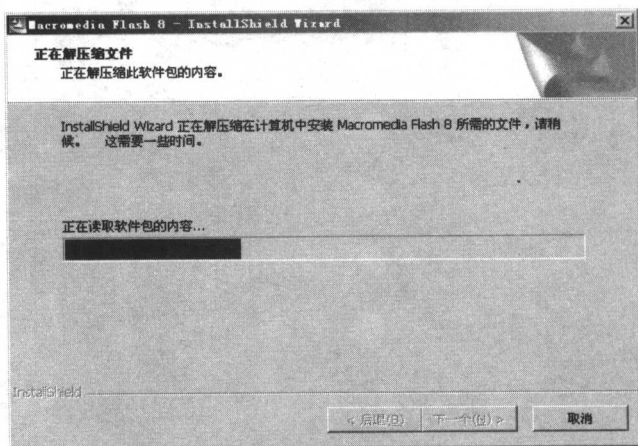 Macromedia Flash 8 - InstallShield Wizard
正在解压缩文件
正在解压缩此软件包的内容。
InstallShield Wizard 正在解压缩在计算机中安装 Macromedia Flash 8 所需的文件，请稍
候。 这需要一些时间。
正在读取软件包的内容...
InstallShield
< 后退(B)
下一个(N) >
取消